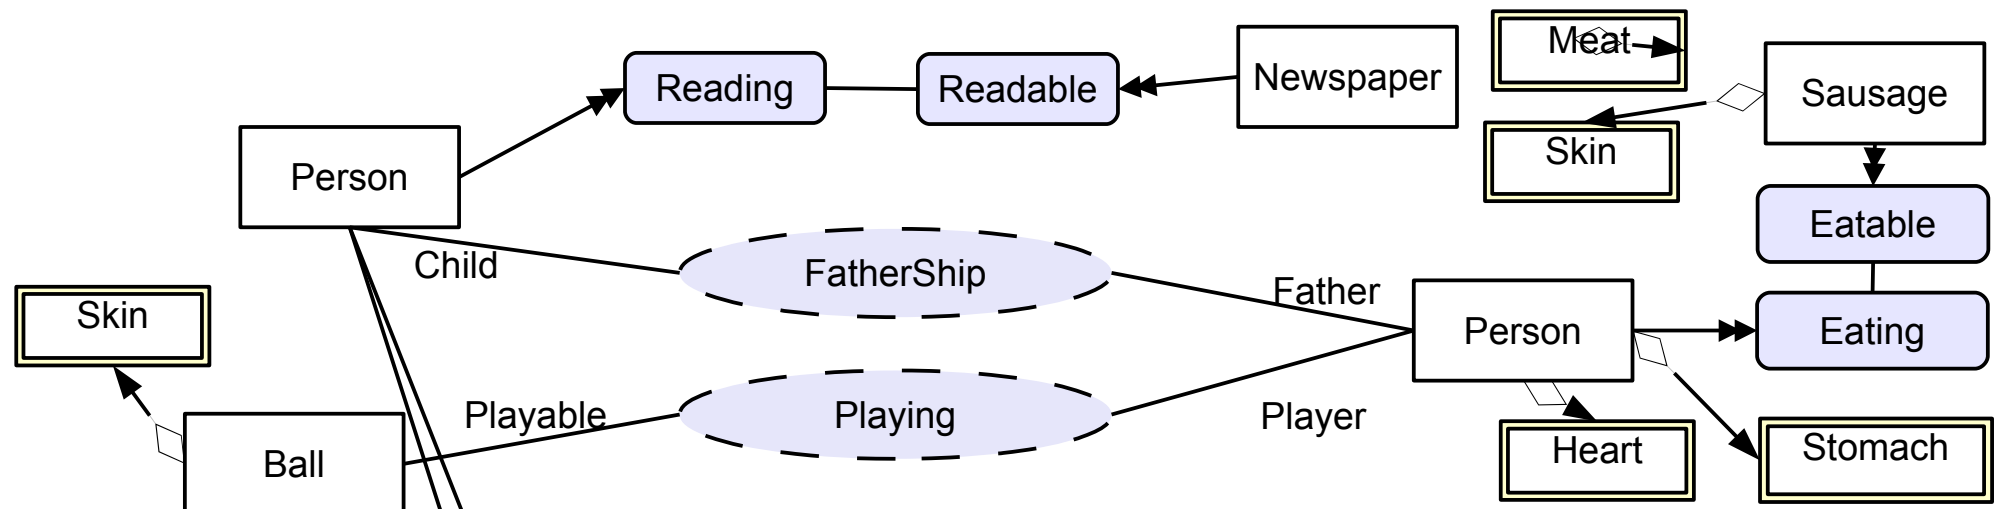 Meat
Reading
Readable
Newspaper
Sausage
Skin
Person
Eatable
Child
FatherShip
Father
Skin
Person
Eating
Playable
Playing
Player
Ball
Heart
Stomach